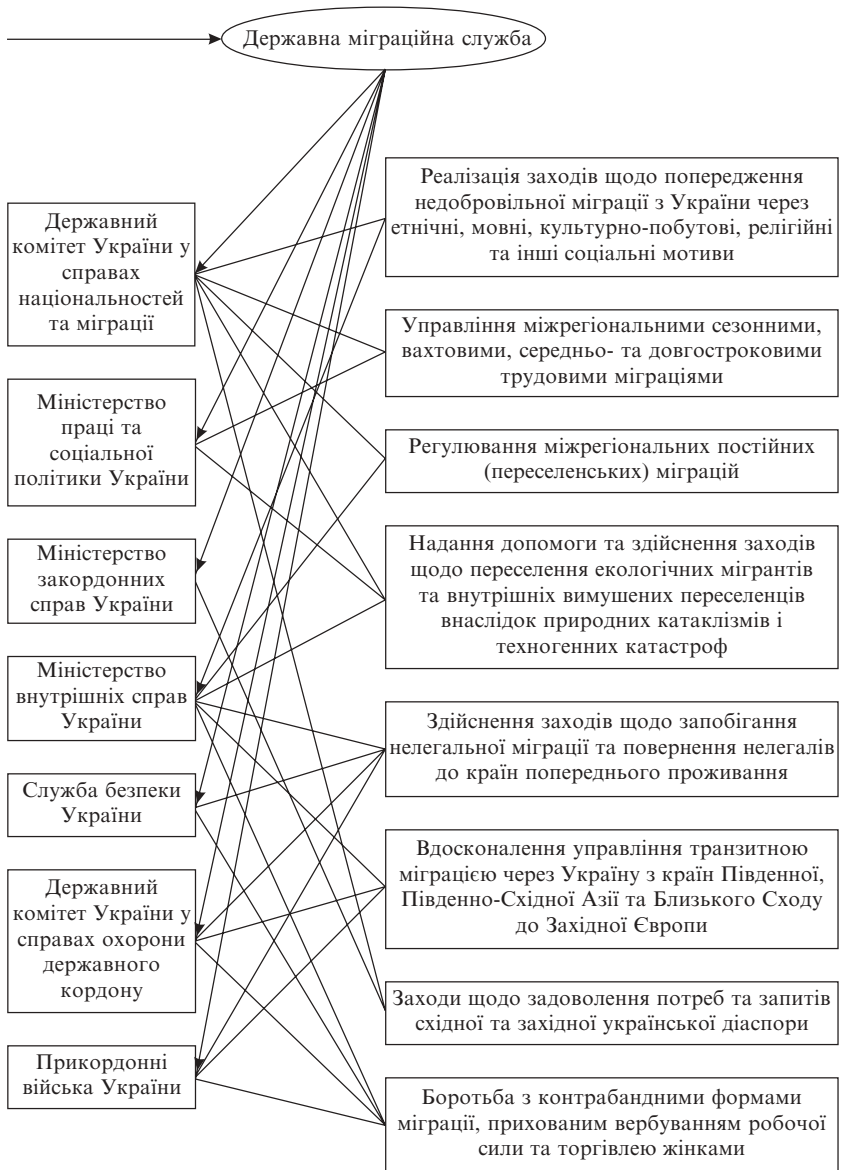 Державна міграційна служба
Державний
комітет України у
справах
національностей
та міграції
Міністерство
праці та
соціальної
політики України
Міністерство
закордонних
справ України
Міністерство
внутрішніх справ
України
Служба безпеки
України
Державний
комітет України у
справах охорони
державного
кордону
Прикордонні
війська України
Реалізація заходів щодо попередження
недобровільної міграції з України через
етнічні, мовні, культурно-побутові, релігійні
та інші соціальні мотиви
Управління міжрегіональними сезонними,
вахтовими, середньо- та довгостроковими
трудовими міграціями
Регулювання міжрегіональних постійних
(переселенських) міграцій
Надання допомоги та здійснення заходів
щодо переселення екологічних мігрантів
та внутрішніх вимушених переселенців
внаслідок природних катаклізмів і
техногенних катастроф
Здійснення заходів щодо запобігання
нелегальної міграції та повернення нелегалів
до країн попереднього проживання
Вдосконалення управління транзитною
міграцією через Україну з країн Південної,
Південно-Східної Азії та Близького Сходу
до Західної Європи
Заходи щодо задоволення потреб та запитів
східної та західної української діаспори
Боротьба з контрабандними формами
міграції, прихованим вербуванням робочої
сили та торгівлею жінками